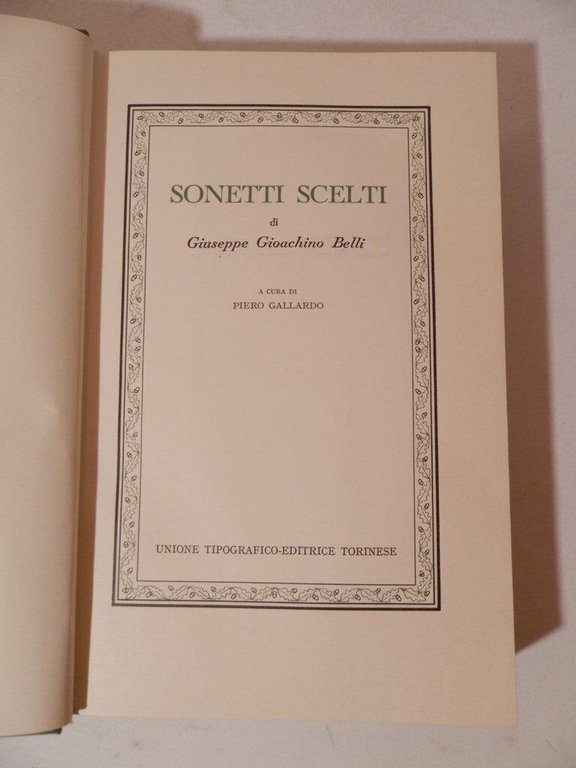 SONETTI SCELTI
di
Giuseppe Gioachino Belli
A CURA DI
PIERO GALLARDO
UNIONE TIPOGRAFICO-EDITRICE TORINESE